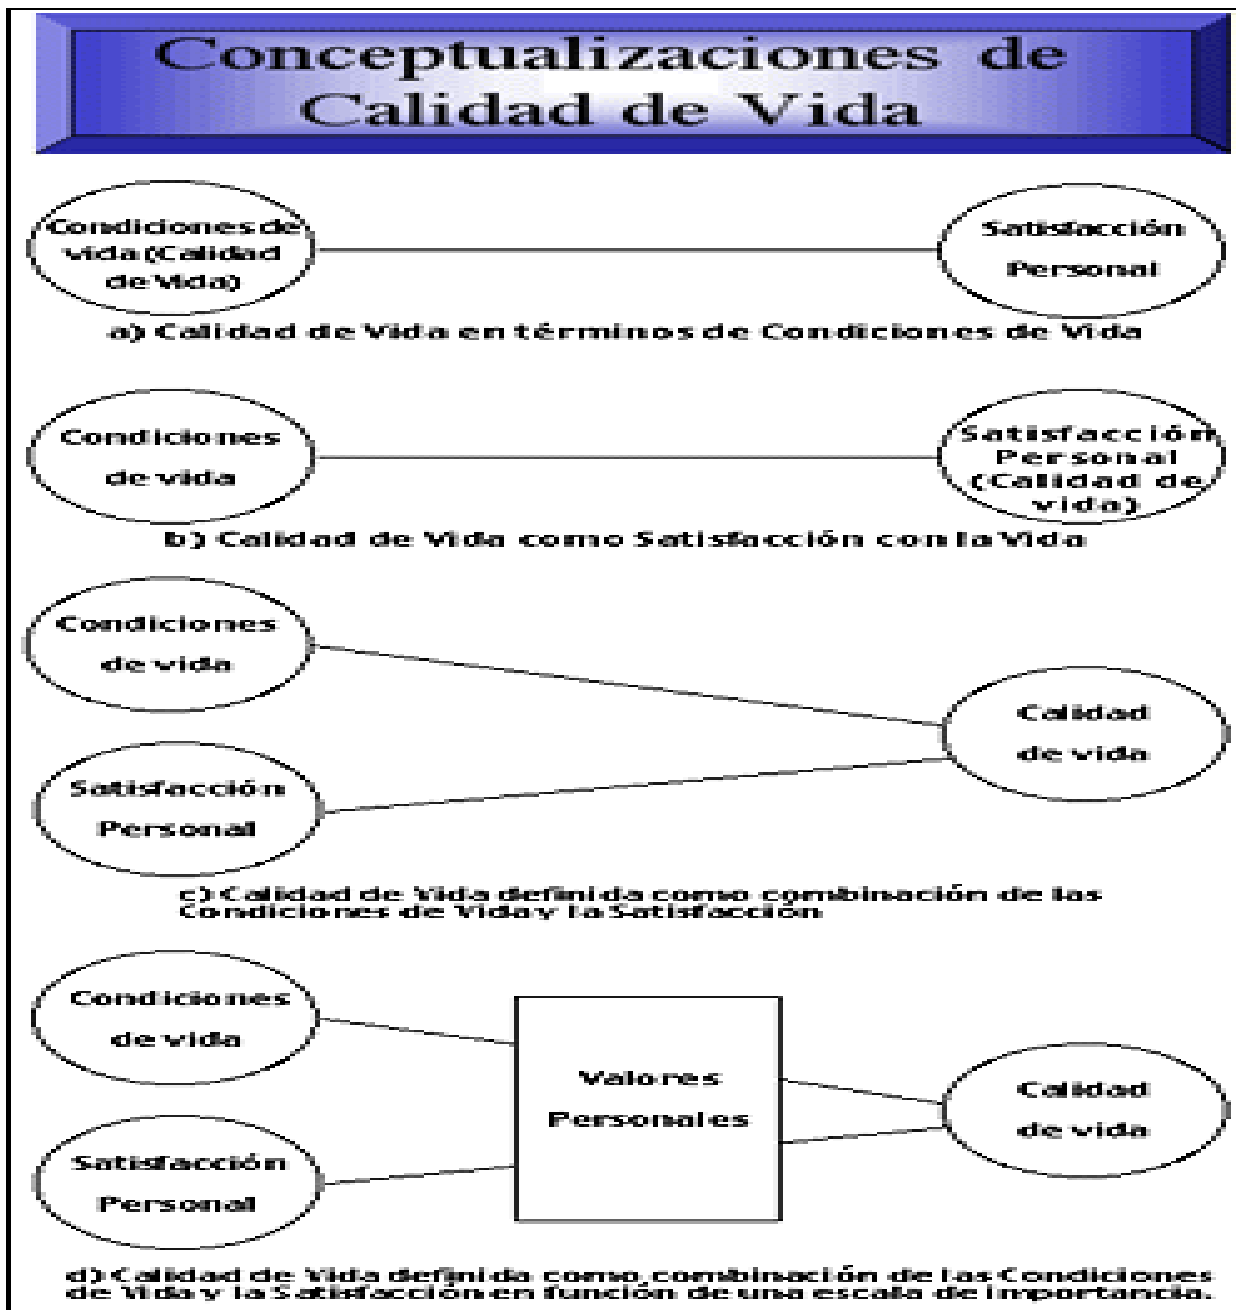 Conceptualizaciones de
Calidad de Vida
Condiciones de
vida (Calidad
de Vida)
Satisfacción
Personal
a) Calidad de Vida en términos de Condiciones de Vida
Condiciones
de vida
Satisfacción
Personal
(Calidad de
vida)
b) Calidad de Vida como Satisfacción con la Vida
Condiciones
de vida
Satisfacción
Personal
Calidad
de vida
c) Calidad de Vida definida como combinación de las
Condiciones de Vida y la Satisfacción
Condiciones
de vida
Satisfacción
Personal
Valores
Personales
Calidad
de vida
d) Calidad de Vida definida como combinación de las Condiciones
de Vida y la Satisfacción en función de una escala de importancia.